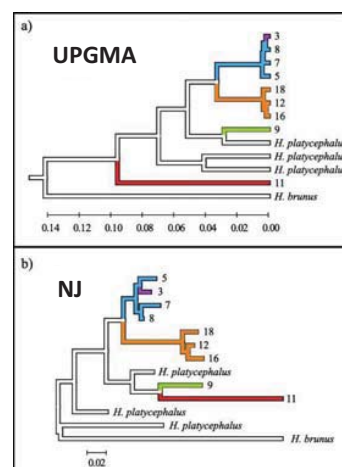 a)
UPGMA
3
8
7
5
18
12
16
9
H. platycephalus
H. platycephalus
H. platycephalus
11
H. brunus
0.14 0.12 0.10 0.08 0.06 0.04 0.02 0.00
b)
NJ
5
3
7
8
18
12
16
H. platycephalus
9
11
H. platycephalus
H. platycephalus
H. brunus
0.02